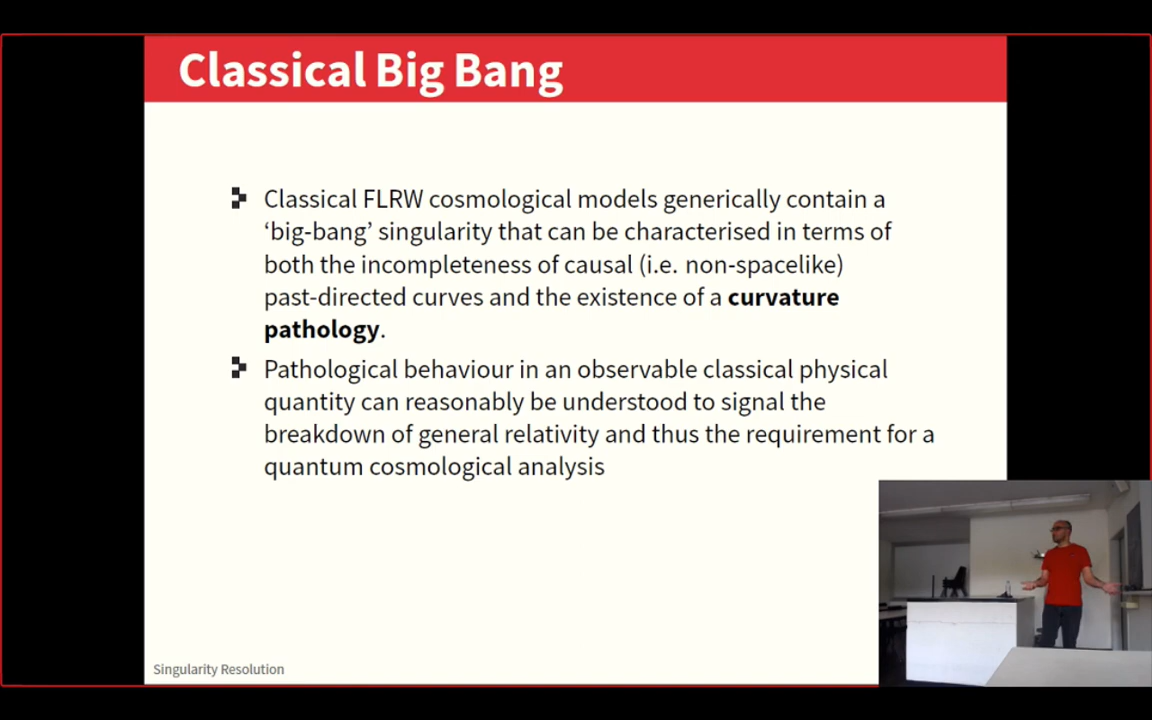 Classical Big Bang
Classical FLRW cosmological models generically contain a
‘big-bang’ singularity that can be characterised in terms of
both the incompleteness of causal (i.e. non-spacelike)
past-directed curves and the existence of a curvature
pathology.
Pathological behaviour in an observable classical physical
quantity can reasonably be understood to signal the
breakdown of general relativity and thus the requirement for a
quantum cosmological analysis
Singularity Resolution